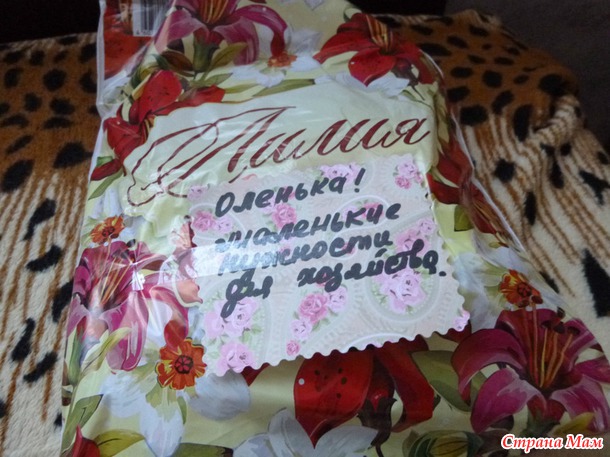 Лилия
Оленька!
маленькие
нужности
для хозяйства.
Страна Мам